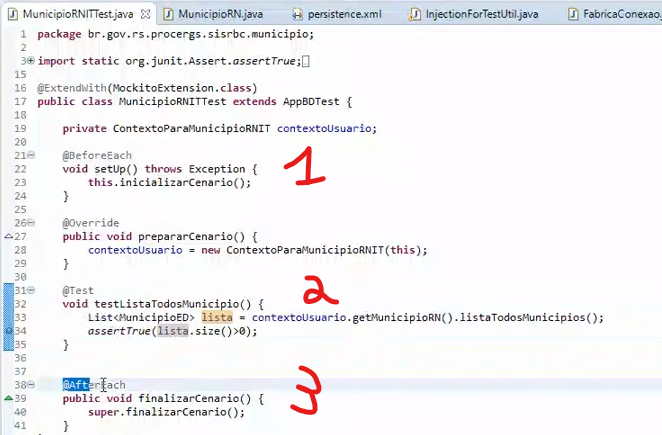 MunicipioRNITTest.java MunicipioRN.java persistence.xml InjectionForTestUtil.java FabricaConexao.
1 package br.gov.rs.procergs.sisrbc.municipio;
2
3 import static org.junit.Assert.assertTrue;
15
16 @ExtendWith(MockitoExtension.class)
17 public class MunicipioRNITTest extends AppBDTest {
18
19 private ContextoParaMunicipioRNIT contextoUsuario;
20
21 @BeforeEach
22 void setUp() throws Exception {
23 this.inicializarCenario();
24 }
25
26 @Override
27 public void prepararCenario() {
28 contextoUsuario = new ContextoParaMunicipioRNIT(this);
29 }
30
31 @Test
32 void testListaTodosMunicipio() {
33 List<MunicipioED> lista = contextoUsuario.getMunicipioRN().listaTodosMunicipios();
34 assertTrue(lista.size()>0);
35 }
36
37
38 @AfterEach
39 public void finalizarCenario() {
40 super.finalizarCenario();
41 }
1
2
3